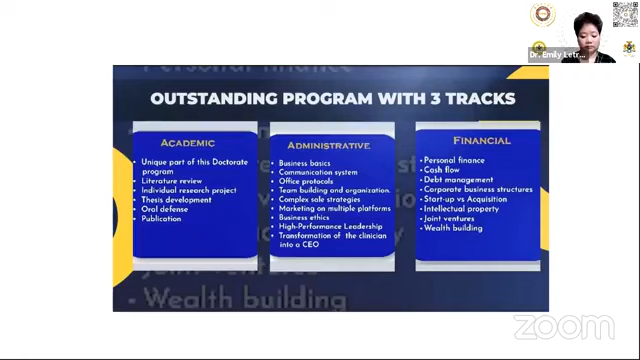 Dr. Emily Letr...
Personal finance
OUTSTANDING PROGRAM WITH 3 TRACKS
ACADEMIC
• Unique part of this Doctorate
program
• Literature review
• Individual research project
• Thesis development
• Oral defense
• Publication
ADMINISTRATIVE
• Business basics
• Communication system
• Office protocols
• Team building and organization.
• Complex sale strategies
• Marketing on multiple platforms
• Business ethics
• High-Performance Leadership
• Transformation of the clinician
into a CEO
FINANCIAL
• Personal finance
• Cash flow
• Debt management
• Corporate business structures
• Start-up vs Acquisition
• Intellectual property
• Joint ventures
• Wealth building
Joint ventures
Wealth building
zoom